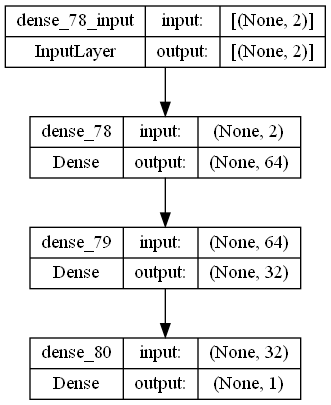 dense_78_input input: [(None, 2)]
InputLayer output: [(None, 2)]
dense_78 input: (None, 2)
Dense output: (None, 64)
dense_79 input: (None, 64)
Dense output: (None, 32)
dense_80 input: (None, 32)
Dense output: (None, 1)